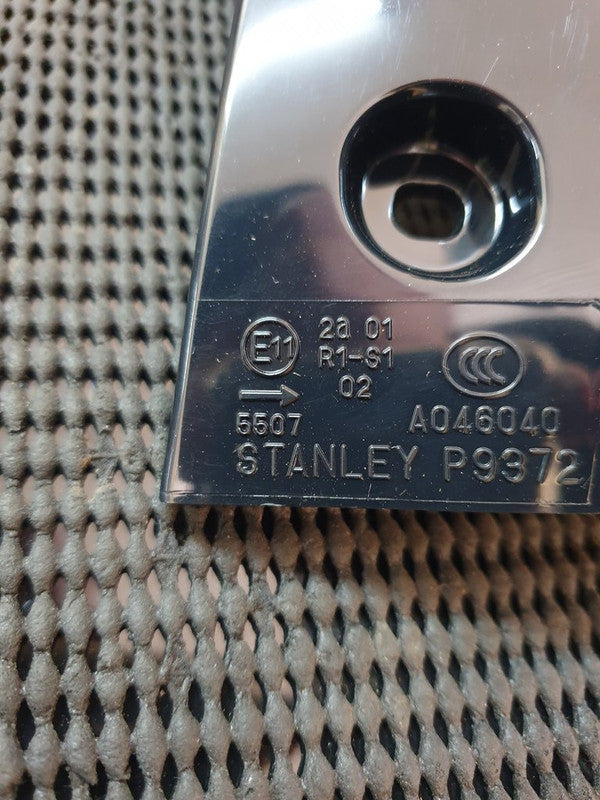 E11 2a 01
R1-S1
→ 02
CCC
5507 A046040
STANLEY P9372